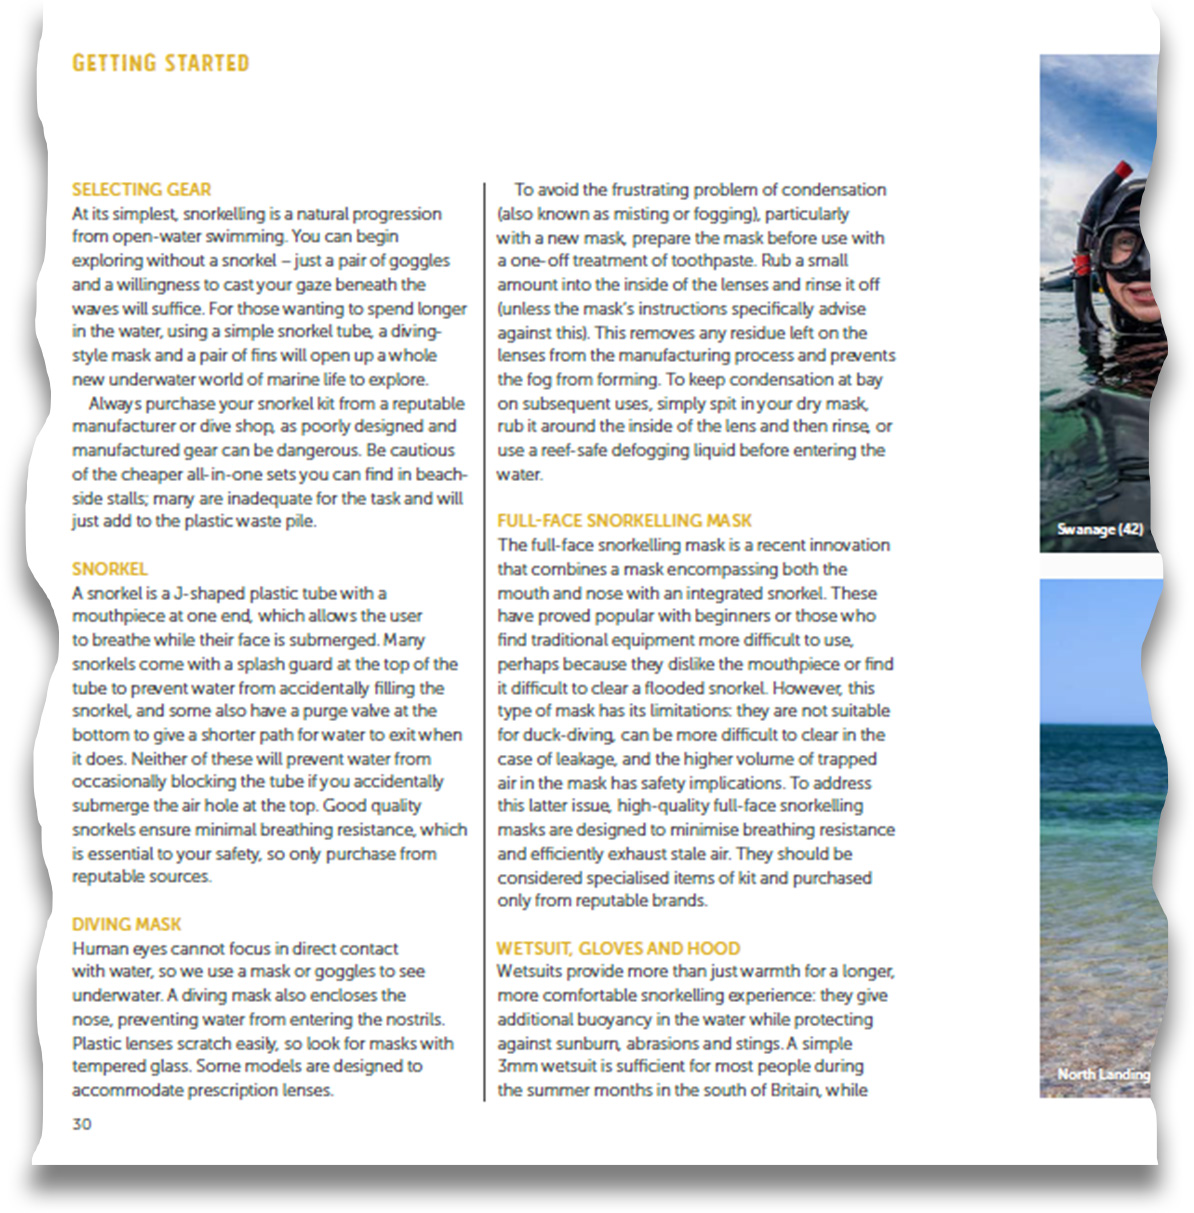 GETTING STARTED
SELECTING GEAR
At its simplest, snorkelling is a natural progression
from open-water swimming. You can begin
exploring without a snorkel – just a pair of goggles
and a willingness to cast your gaze beneath the
waves will suffice. For those wanting to spend longer
in the water, using a simple snorkel tube, a diving-
style mask and a pair of fins will open up a whole
new underwater world of marine life to explore.
Always purchase your snorkel kit from a reputable
manufacturer or dive shop, as poorly designed and
manufactured gear can be dangerous. Be cautious
of the cheaper all-in-one sets you can find in beach-
side stalls; many are inadequate for the task and will
just add to the plastic waste pile.
SNORKEL
A snorkel is a J-shaped plastic tube with a
mouthpiece at one end, which allows the user
to breathe while their face is submerged. Many
snorkels come with a splash guard at the top of the
tube to prevent water from accidentally filling the
snorkel, and some also have a purge valve at the
bottom to give a shorter path for water to exit when
it does. Neither of these will prevent water from
occasionally blocking the tube if you accidentally
submerge the air hole at the top. Good quality
snorkels ensure minimal breathing resistance, which
is essential to your safety, so only purchase from
reputable sources.
DIVING MASK
Human eyes cannot focus in direct contact
with water, so we use a mask or goggles to see
underwater. A diving mask also encloses the
nose, preventing water from entering the nostrils.
Plastic lenses scratch easily, so look for masks with
tempered glass. Some models are designed to
accommodate prescription lenses.
30
To avoid the frustrating problem of condensation
(also known as misting or fogging), particularly
with a new mask, prepare the mask before use with
a one-off treatment of toothpaste. Rub a small
amount into the inside of the lenses and rinse it off
(unless the mask's instructions specifically advise
against this). This removes any residue left on the
lenses from the manufacturing process and prevents
the fog from forming. To keep condensation at bay
on subsequent uses, simply spit in your dry mask,
rub it around the inside of the lens and then rinse, or
use a reef-safe defogging liquid before entering the
water.
FULL-FACE SNORKELLING MASK
The full-face snorkelling mask is a recent innovation
that combines a mask encompassing both the
mouth and nose with an integrated snorkel. These
have proved popular with beginners or those who
find traditional equipment more difficult to use,
perhaps because they dislike the mouthpiece or find
it difficult to clear a flooded snorkel. However, this
type of mask has its limitations: they are not suitable
for duck-diving, can be more difficult to clear in the
case of leakage, and the higher volume of trapped
air in the mask has safety implications. To address
this latter issue, high-quality full-face snorkelling
masks are designed to minimise breathing resistance
and efficiently exhaust stale air. They should be
considered specialised items of kit and purchased
only from reputable brands.
WETSUIT, GLOVES AND HOOD
Wetsuits provide more than just warmth for a longer,
more comfortable snorkelling experience: they give
additional buoyancy in the water while protecting
against sunburn, abrasions and stings. A simple
3mm wetsuit is sufficient for most people during
the summer months in the south of Britain, while
Swanage (42)
North Landing